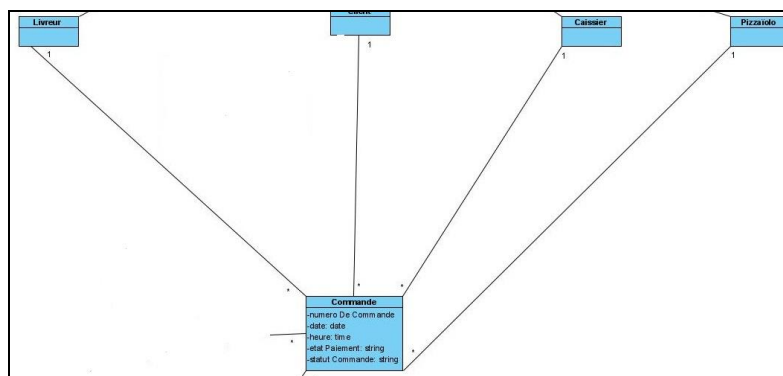 Livreur
Client
Caissier
Pizzaiolo
1
1
1
1
*
*
*
*
*
Commande
-numero De Commande
-date: date
-heure: time
-etat Paiement: string
-statut Commande: string